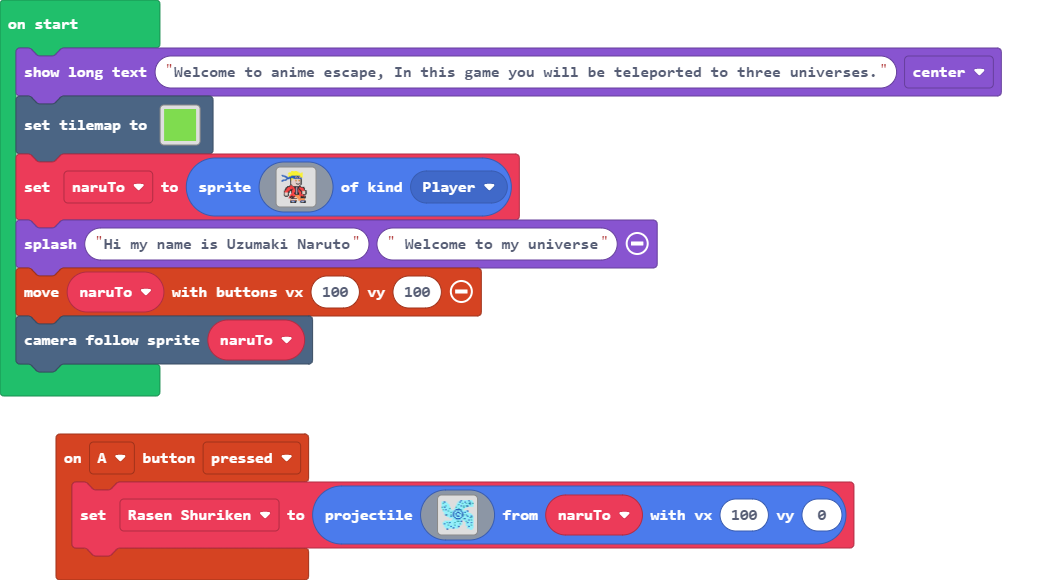 on start
show long text "Welcome to anime escape, In this game you will be teleported to three universes." center
set tilemap to
set naruTo to sprite of kind Player
splash "Hi my name is Uzumaki Naruto" " Welcome to my universe"
move naruTo with buttons vx 100 vy 100
camera follow sprite naruTo
on A button pressed
set Rasen Shuriken to projectile from naruTo with vx 100 vy 0